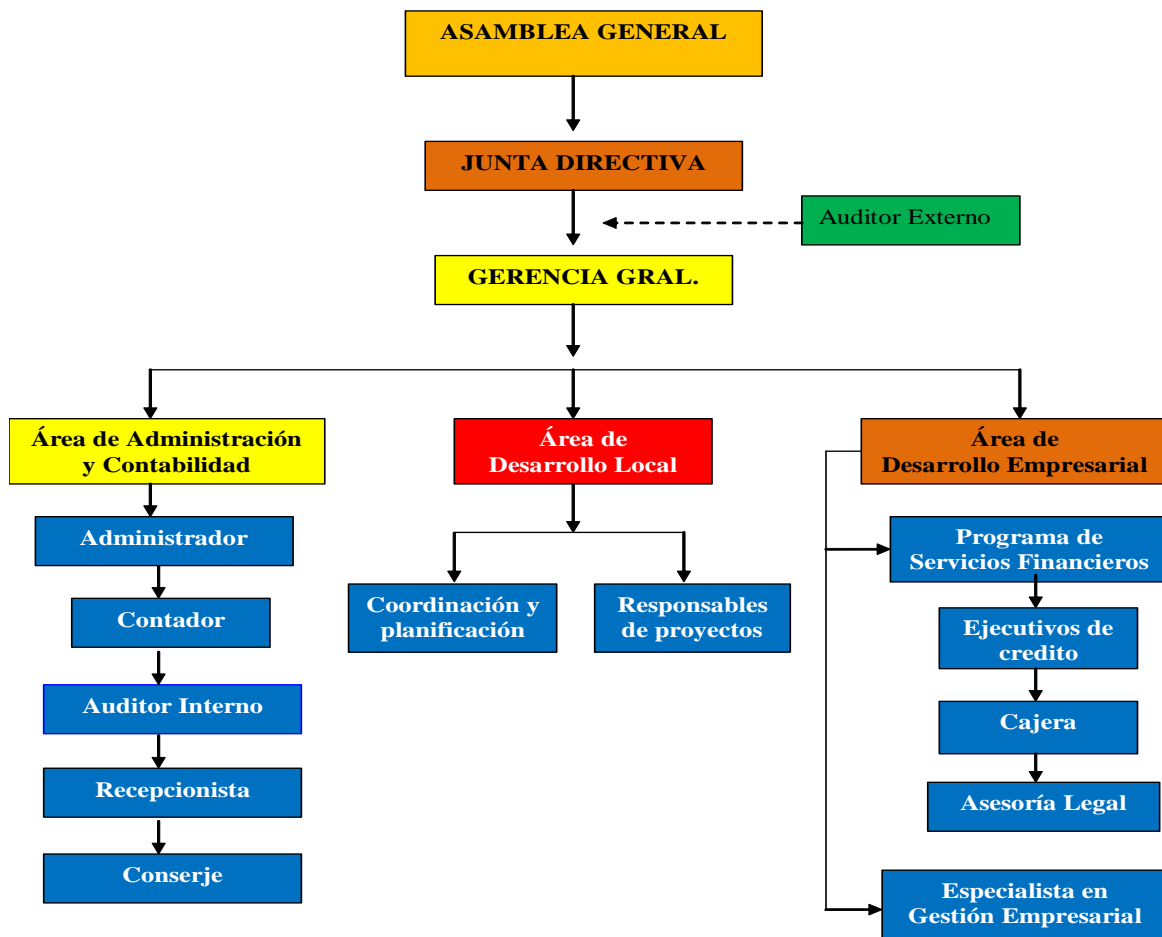 ASAMBLEA GENERAL
JUNTA DIRECTIVA
Auditor Externo
GERENCIA GRAL.
Área de Administración
y Contabilidad
Área de
Desarrollo Local
Área de
Desarrollo Empresarial
Administrador
Contador
Auditor Interno
Recepcionista
Conserje
Coordinación y
planificación
Responsables
de proyectos
Programa de
Servicios Financieros
Ejecutivos de
credito
Cajera
Asesoría Legal
Especialista en
Gestión Empresarial